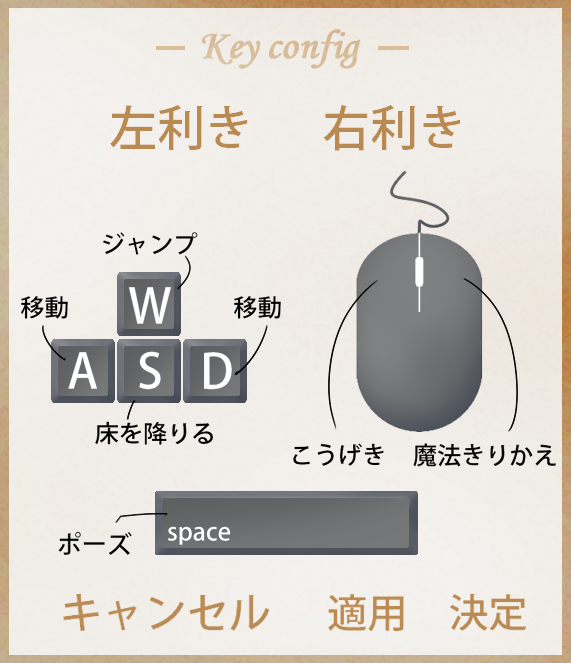 Key config
左利き 右利き
ジャンプ
W
移動 移動
A S D
床を降りる
こうげき 魔法きりかえ
space
ポーズ
キャンセル 適用 決定